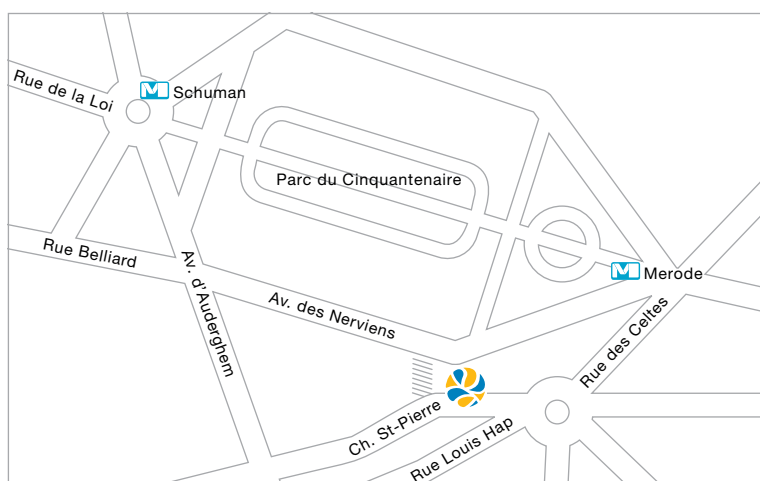 Rue de la Loi
M Schuman
Parc du Cinquantenaire
Rue Belliard
Av. d'Auderghem
M Merode
Av. des Nerviens
Rue des Celtes
Ch. St-Pierre
Rue Louis Hap